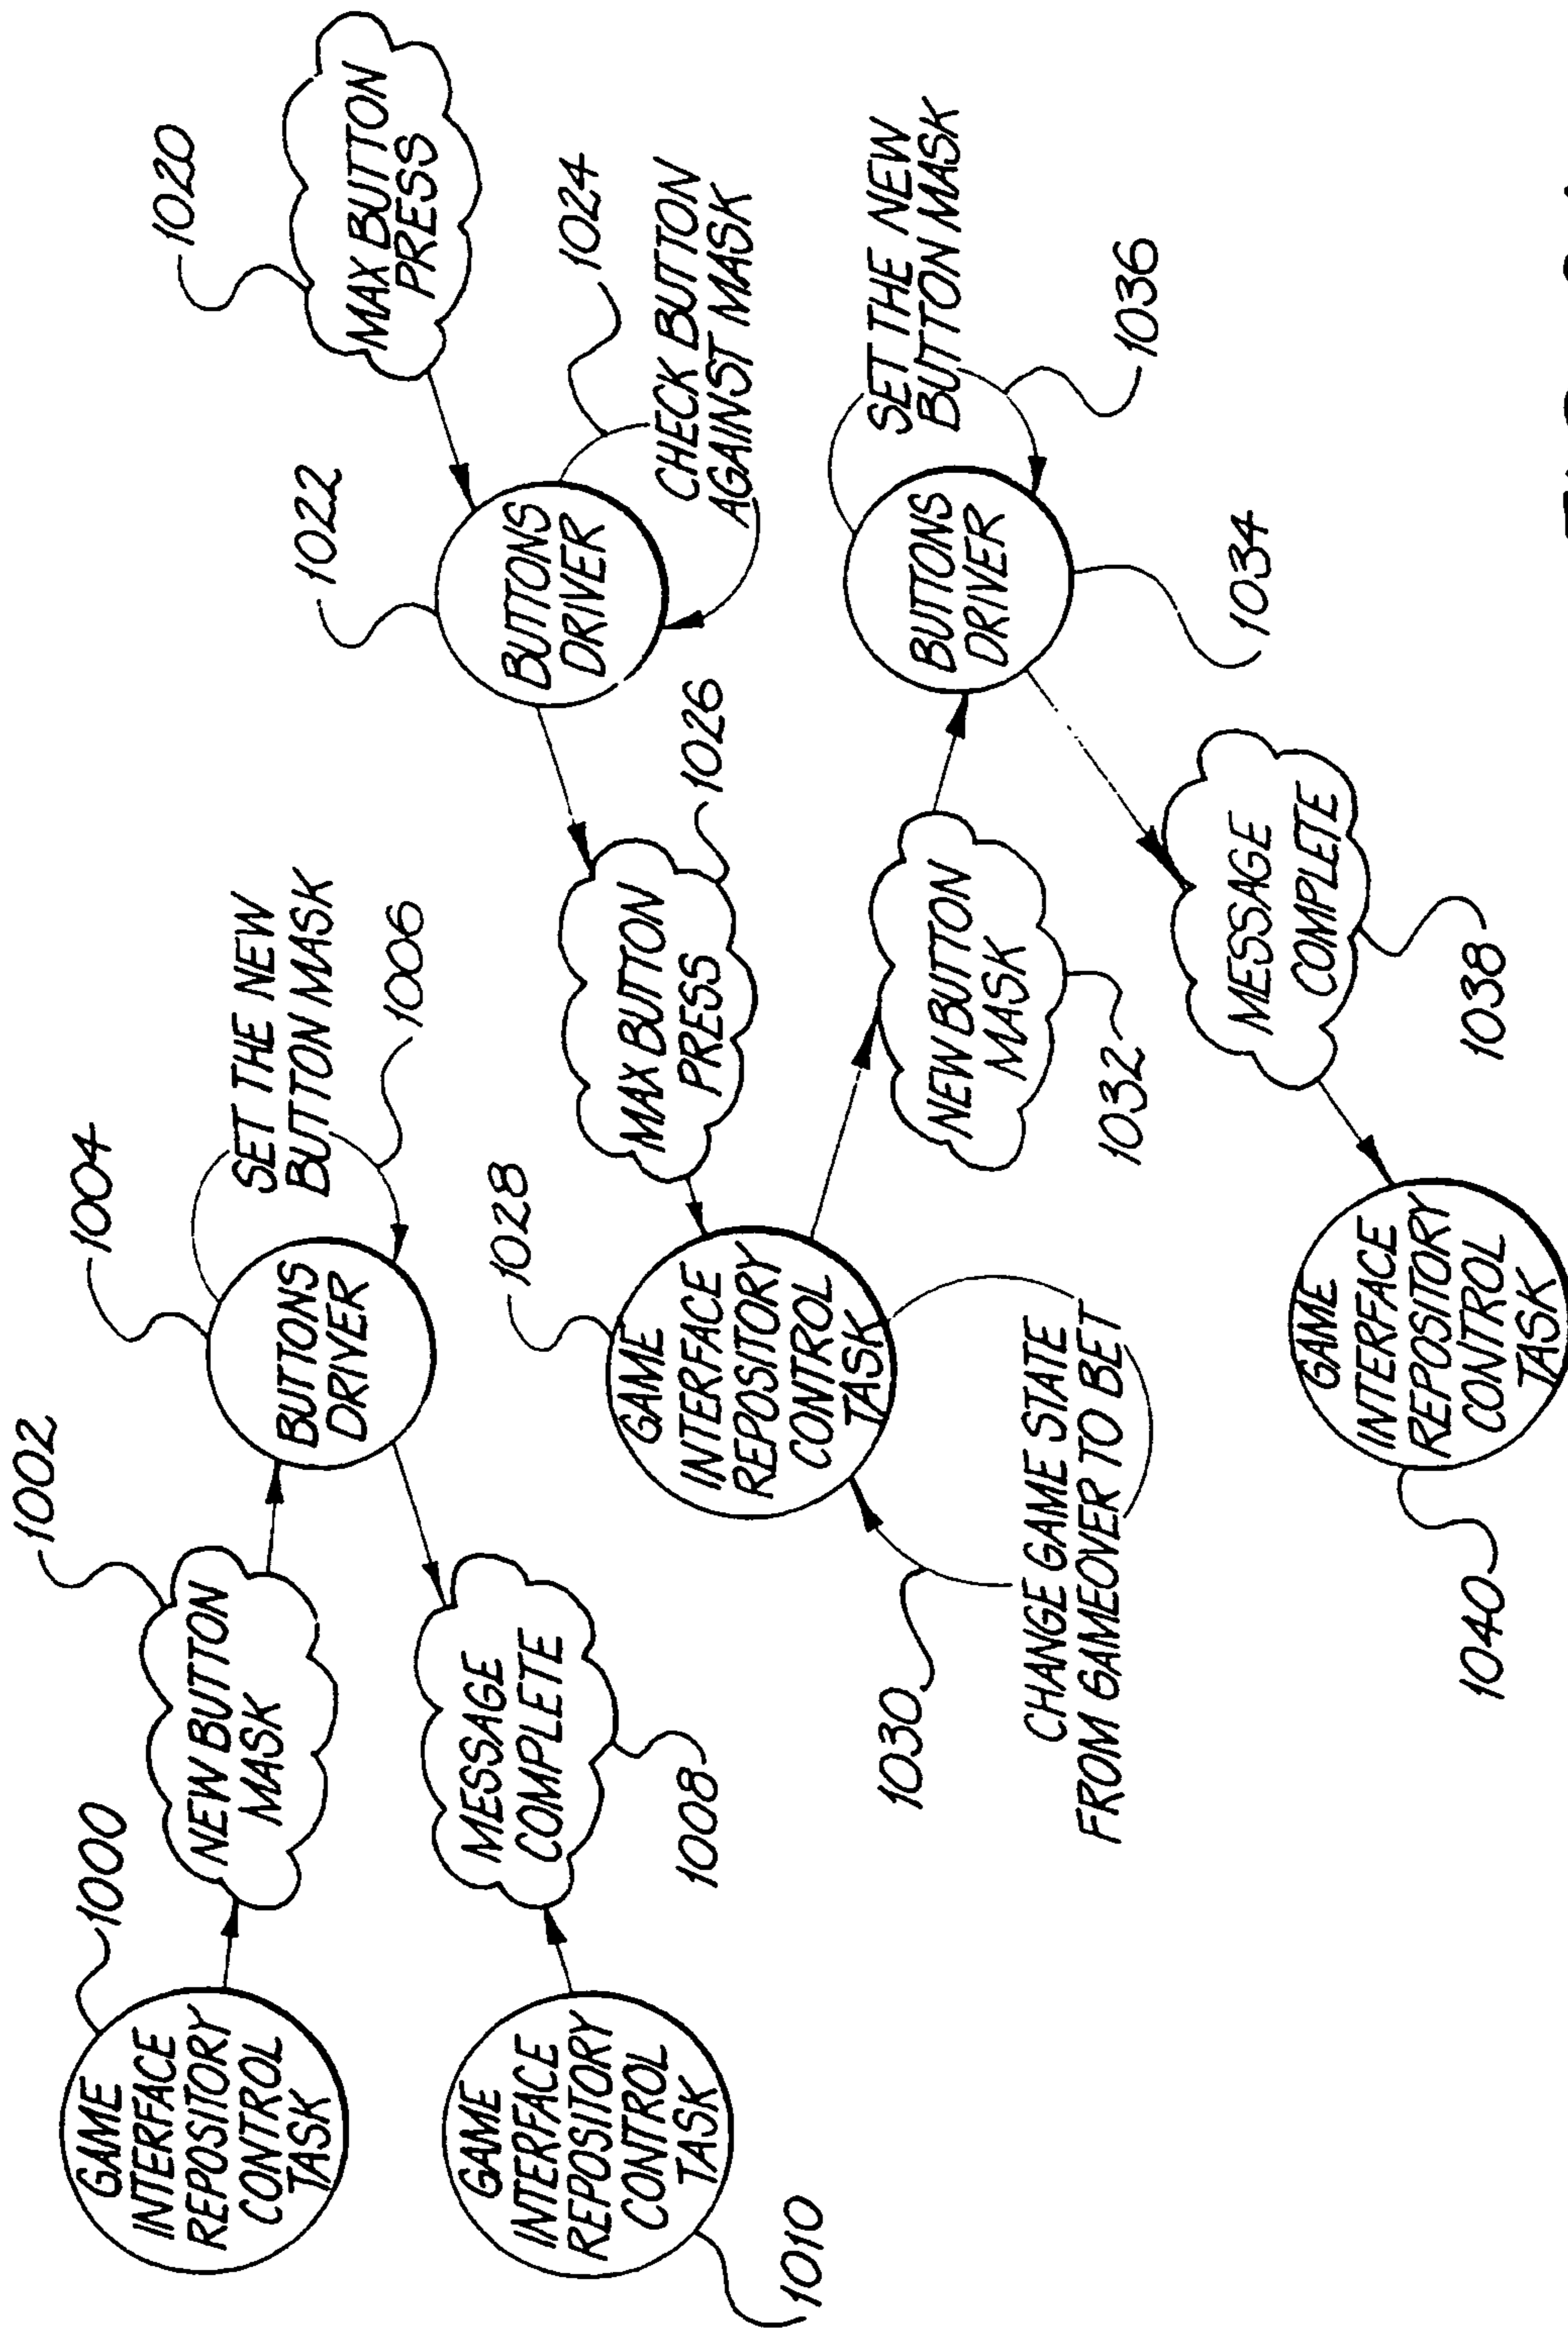 1000
GAME
INTERFACE
REPOSITORY
CONTROL
TASK
1002
NEW BUTTON
MASK
1004
BUTTONS
DRIVER
SET THE NEW
BUTTON MASK
1006
MESSAGE
COMPLETE
1008
GAME
INTERFACE
REPOSITORY
CONTROL
TASK
1010
1020
MAX BUTTON
PRESS
1022
BUTTONS
DRIVER
1024
CHECK BUTTON
AGAINST MASK
1026
MAX BUTTON
PRESS
1028
GAME
INTERFACE
REPOSITORY
CONTROL
TASK
1030
CHANGE GAME STATE
FROM GAMEOVER TO BET
NEW BUTTON
MASK
1032
BUTTONS
DRIVER
1034
SET THE NEW
BUTTON MASK
1036
MESSAGE
COMPLETE
1038
GAME
INTERFACE
REPOSITORY
CONTROL
TASK
1040